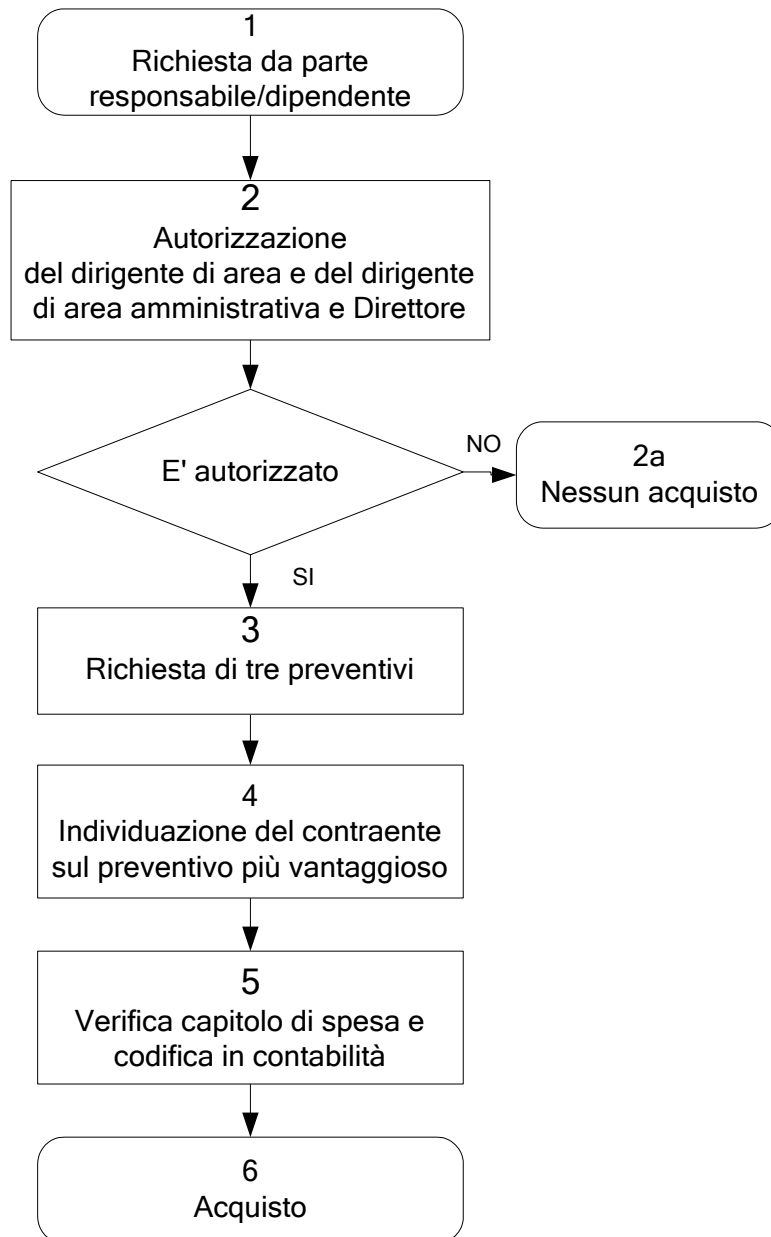 1
Richiesta da parte
responsabile/dipendente
2
Autorizzazione
del dirigente di area e del dirigente
di area amministrativa e Direttore
E' autorizzato
NO
2a
Nessun acquisto
SI
3
Richiesta di tre preventivi
4
Individuazione del contraente
sul preventivo più vantaggioso
5
Verifica capitolo di spesa e
codifica in contabilità
6
Acquisto